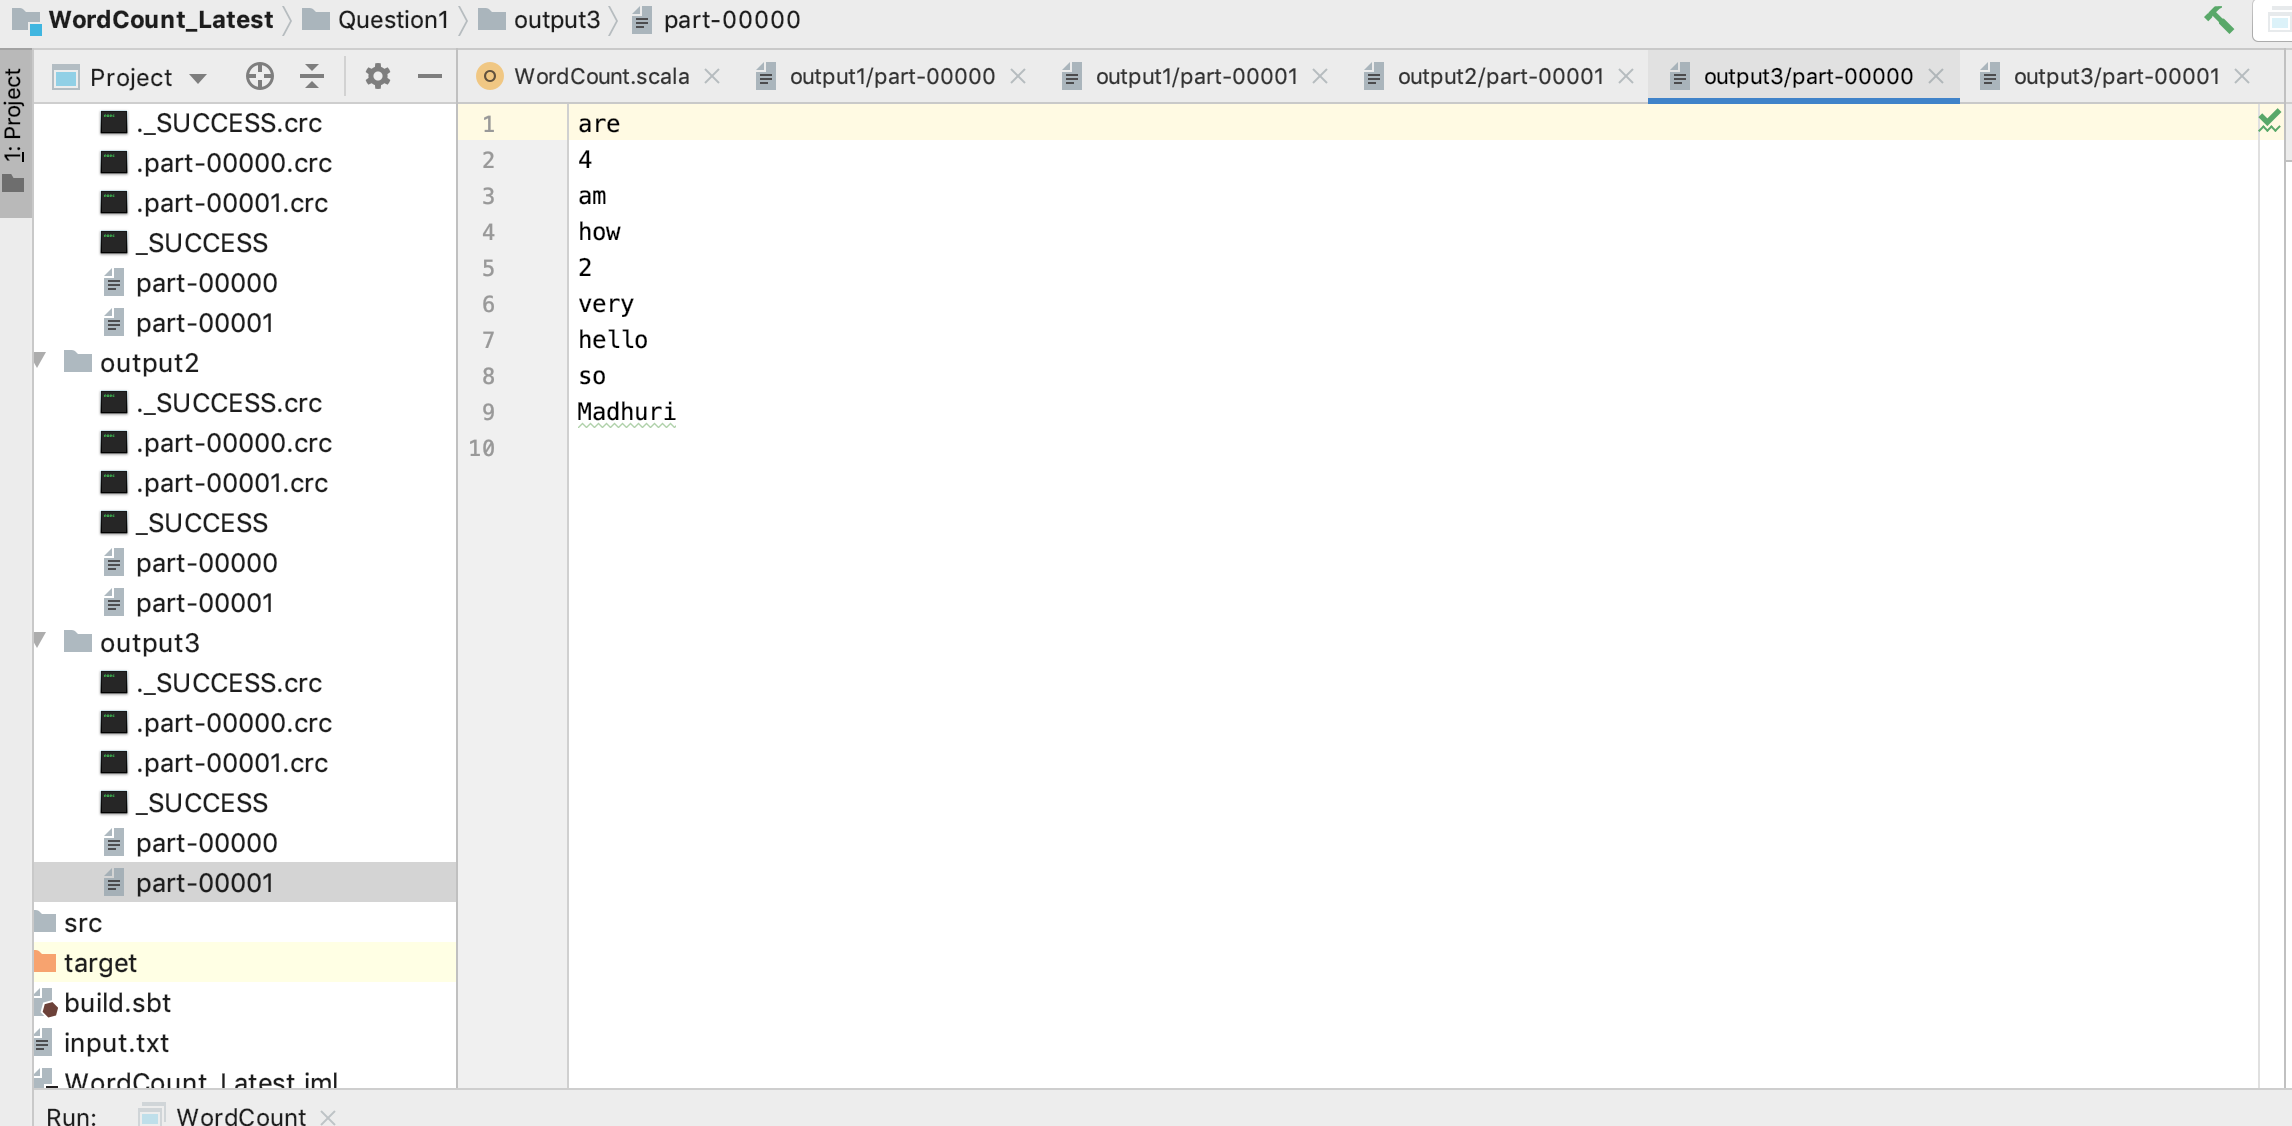 WordCount_Latest Question1 output3 part-00000
1: Project
Project
WordCount.scala output1/part-00000 output1/part-00001 output2/part-00001 output3/part-00000 output3/part-00001
._SUCCESS.crc
.part-00000.crc
.part-00001.crc
_SUCCESS
part-00000
part-00001
output2
._SUCCESS.crc
.part-00000.crc
.part-00001.crc
_SUCCESS
part-00000
part-00001
output3
._SUCCESS.crc
.part-00000.crc
.part-00001.crc
_SUCCESS
part-00000
part-00001
src
target
build.sbt
input.txt
WordCount_Latest.iml
1 are
2 4
3 am
4 how
5 2
6 very
7 hello
8 so
9 Madhuri
10
Run: WordCount